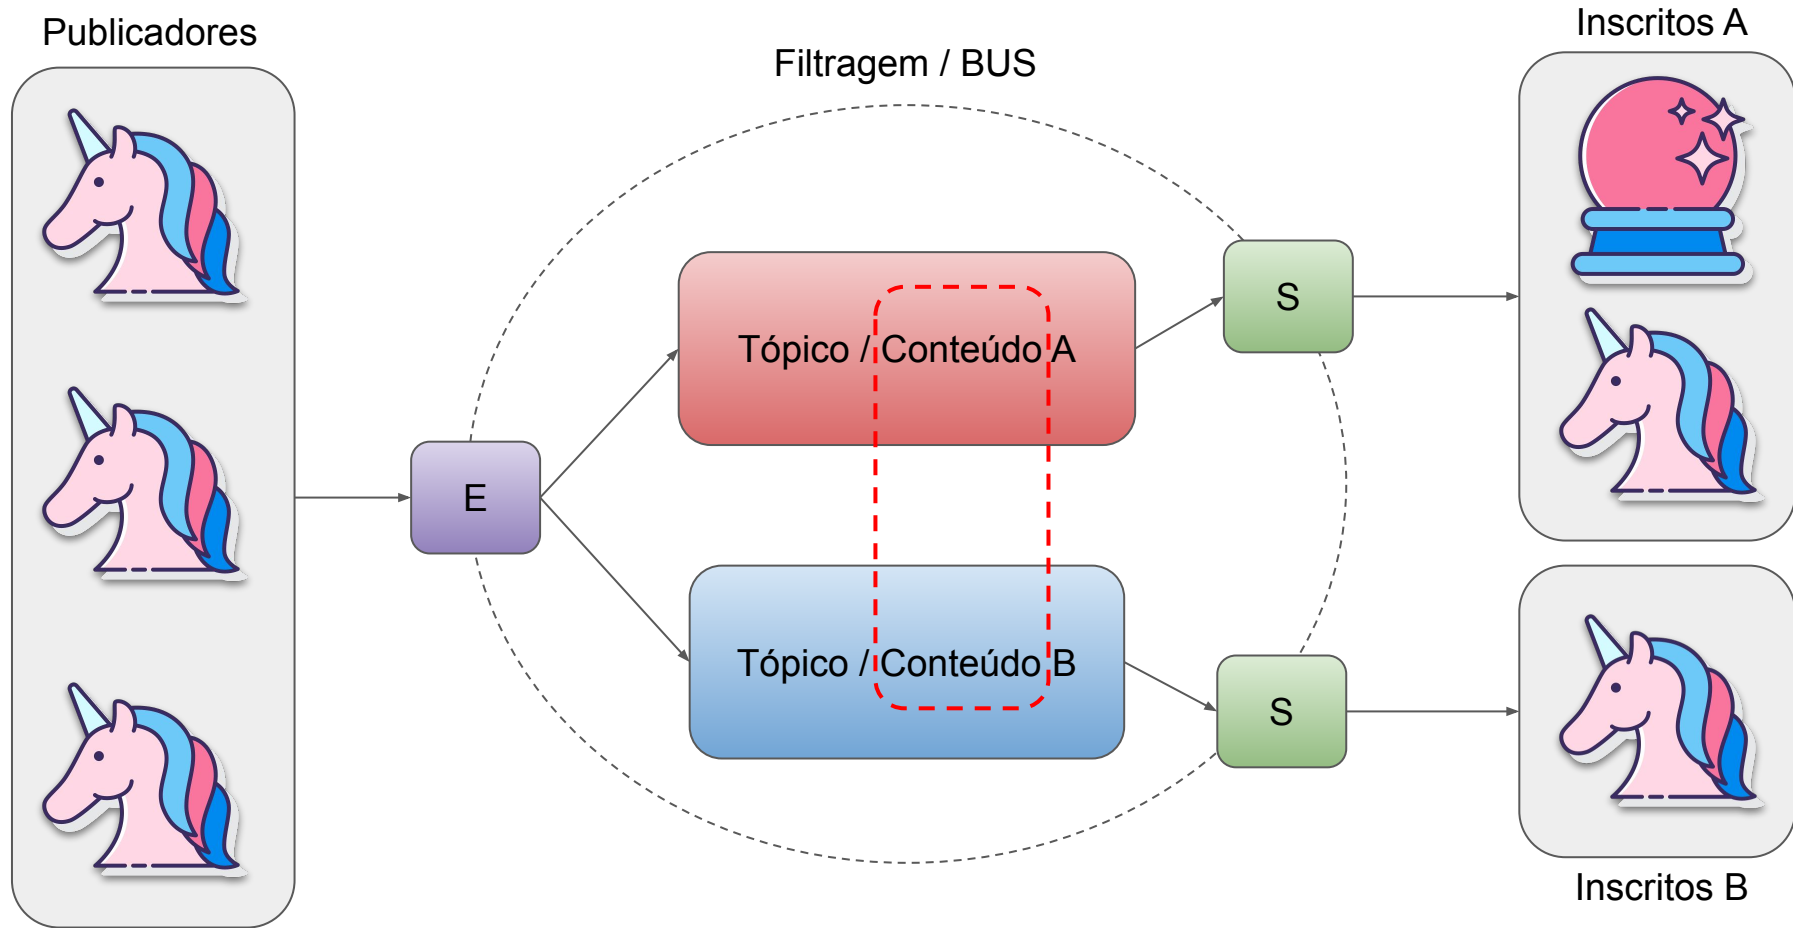 Publicadores
Filtragem / BUS
Inscritos A
E
Tópico / Conteúdo A
S
Tópico / Conteúdo B
S
Inscritos B